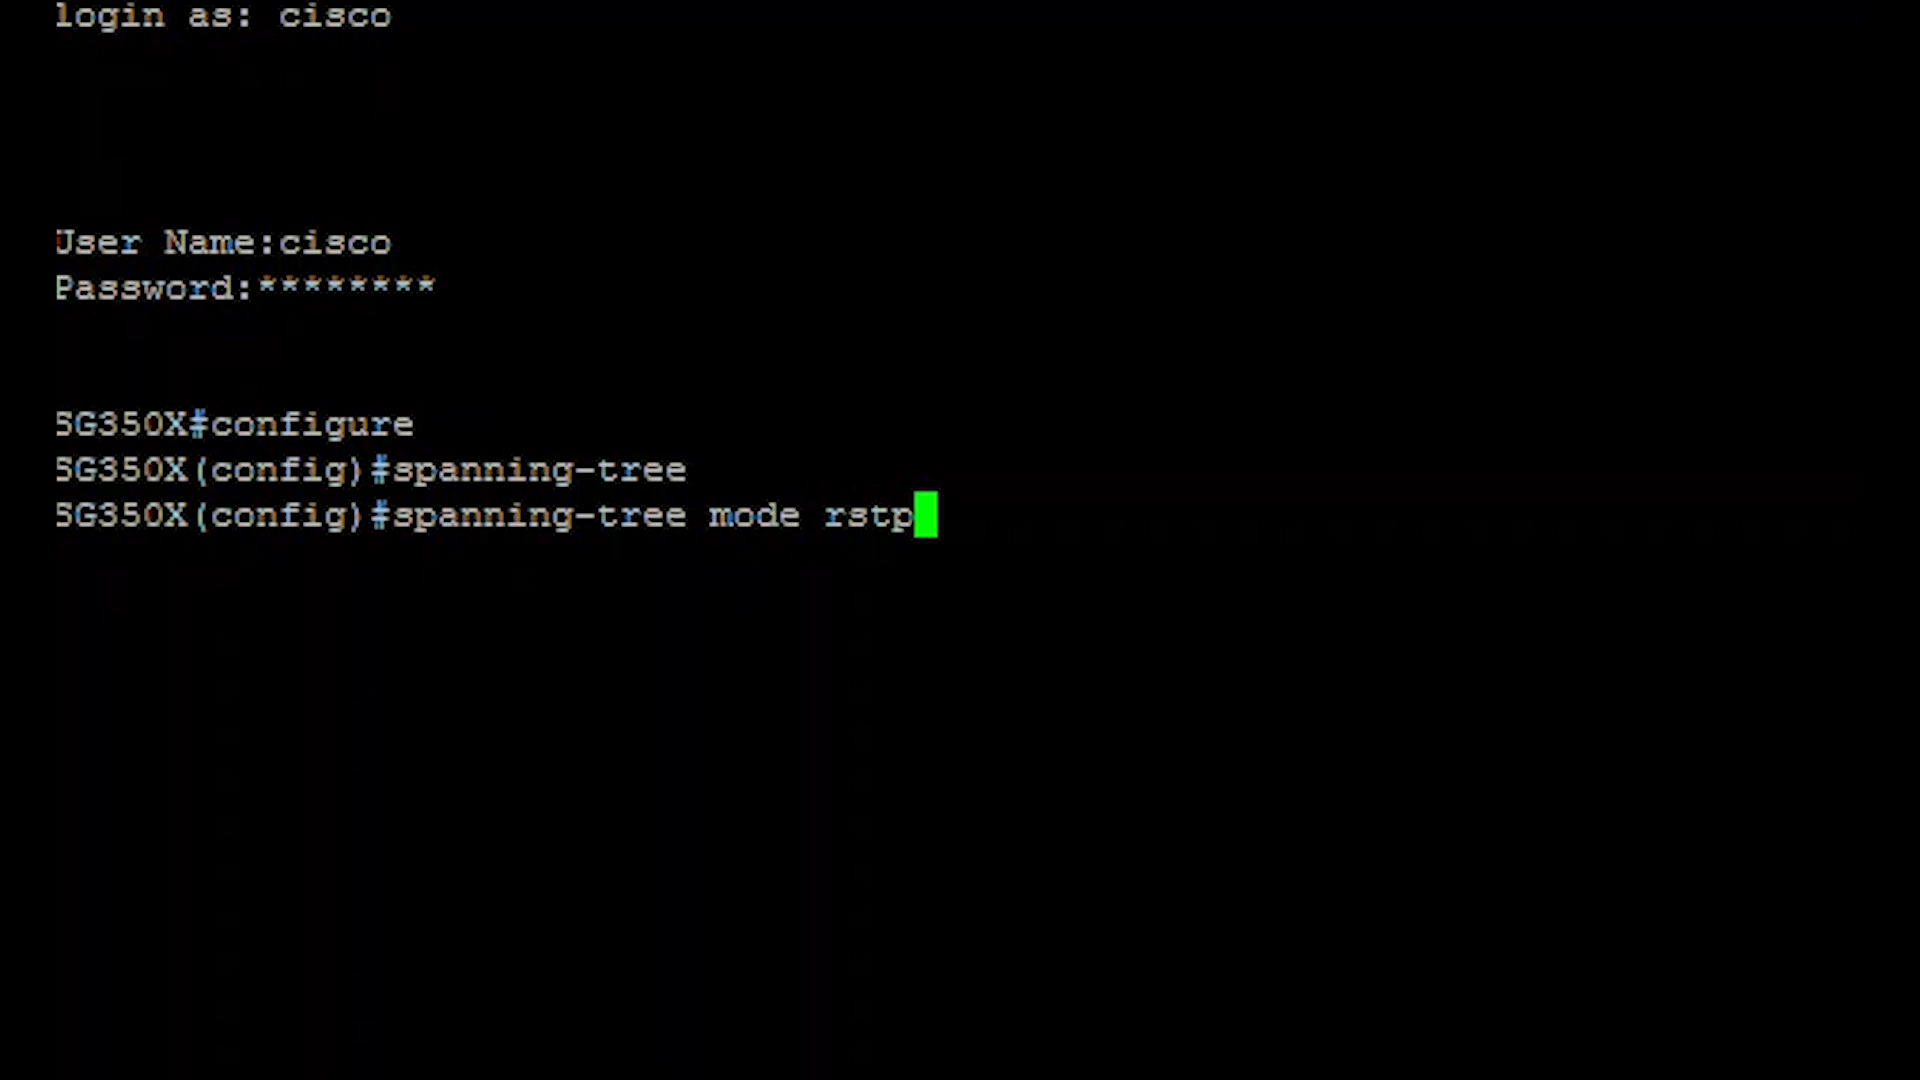 login as: cisco
User Name:cisco
Password:********
SG350X#configure
SG350X(config)#spanning-tree
SG350X(config)#spanning-tree mode rstp